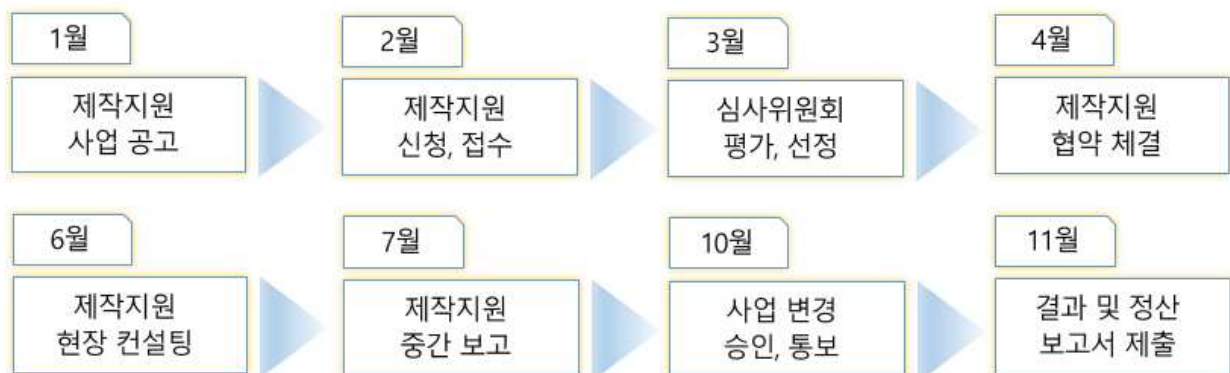 1월
제작지원
사업 공고
2월
제작지원
신청, 접수
3월
심사위원회
평가, 선정
4월
제작지원
협약 체결
6월
제작지원
현장 컨설팅
7월
제작지원
중간 보고
10월
사업 변경
승인, 통보
11월
결과 및 정산
보고서 제출